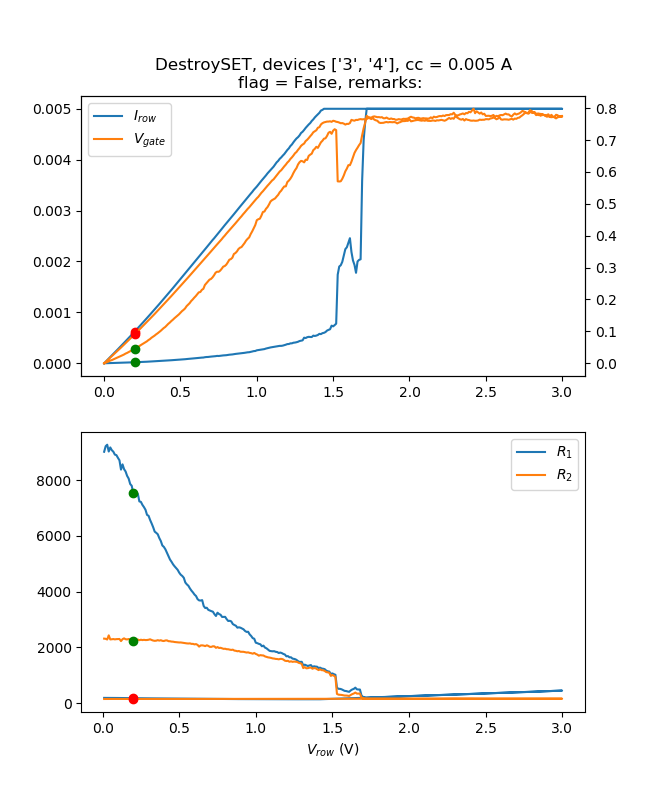 DestroySET, devices ['3', '4'], cc = 0.005 A
flag = False, remarks:
I_row
V_gate
0.005
0.004
0.003
0.002
0.001
0.000
0.8
0.7
0.6
0.5
0.4
0.3
0.2
0.1
0.0
0.0 0.5 1.0 1.5 2.0 2.5 3.0
R_1
R_2
8000
6000
4000
2000
0
0.0 0.5 1.0 1.5 2.0 2.5 3.0
V_row (V)